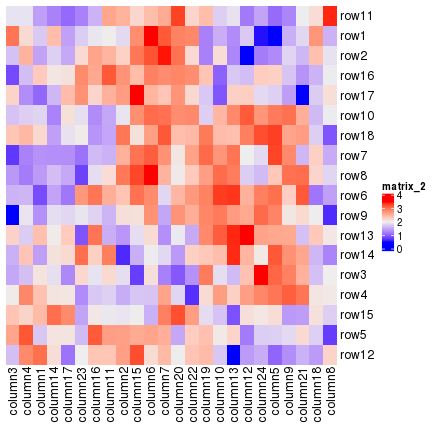 row11
row1
row2
row16
row17
row10
row18
row7
row8
row6
row9
row13
row14
row3
row4
row15
row5
row12
matrix_2
4
3
2
1
0
column3
column4
column1
column14
column17
column23
column16
column11
column2
column15
column6
column7
column20
column22
column19
column10
column13
column12
column24
column5
column9
column21
column18
column8